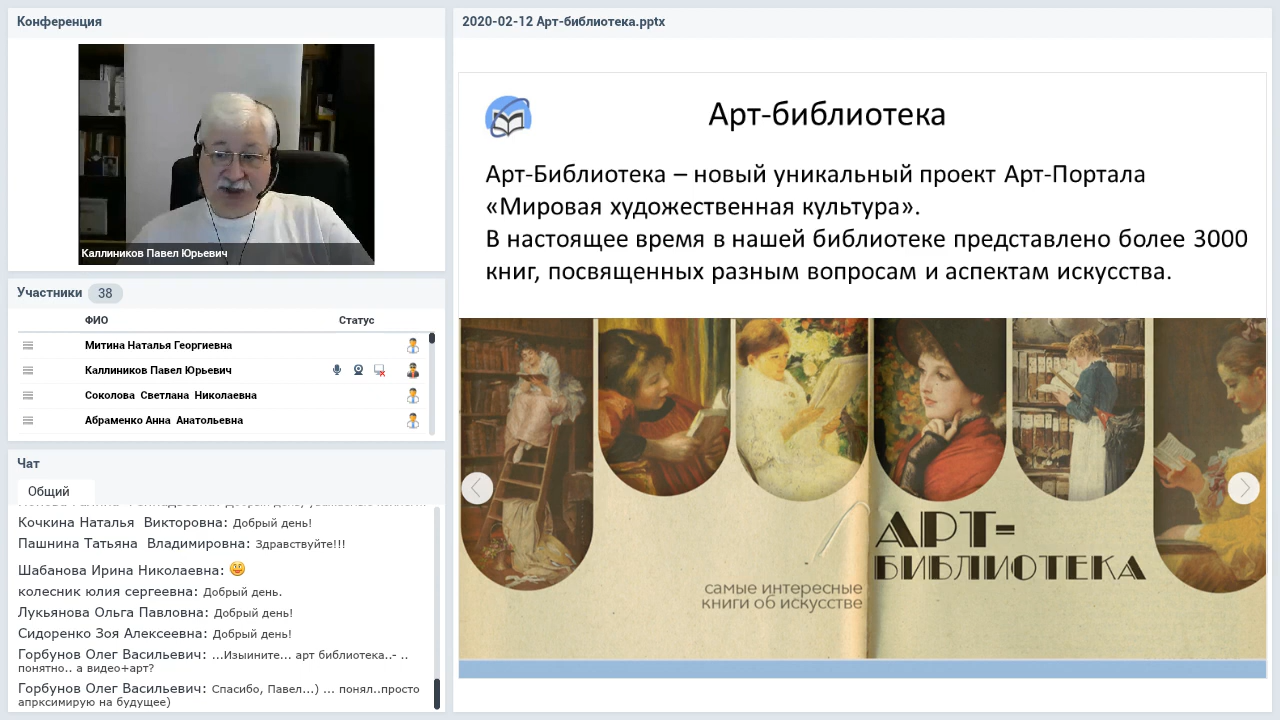 Конференция
Каллиников Павел Юрьевич
Участники 38
ФИО Статус
Митина Наталья Георгиевна
Каллиников Павел Юрьевич
Соколова Светлана Николаевна
Абраменко Анна Анатольевна
Чат
Общий
Кочкина Наталья Викторовна: Добрый день!
Пашнина Татьяна Владимировна: Здравствуйте!!!
Шабанова Ирина Николаевна:
колесник юлия сергеевна: Добрый день.
Лукьянова Ольга Павловна: Добрый день!
Сидоренко Зоя Алексеевна: Добрый день!
Горбунов Олег Васильевич: ...Изыините... арт библиотека..- ..
понятно.. а видео+арт?
Горбунов Олег Васильевич: Спасибо, Павел...) ... понял..просто
апрксимирую на будущее)
2020-02-12 Арт-библиотека.pptx
Арт-библиотека
Арт-Библиотека – новый уникальный проект Арт-Портала
«Мировая художественная культура».
В настоящее время в нашей библиотеке представлено более 3000
книг, посвященных разным вопросам и аспектам искусства.
АРТ-
БИБЛИОТЕКА
самые интересные
книги об искусстве